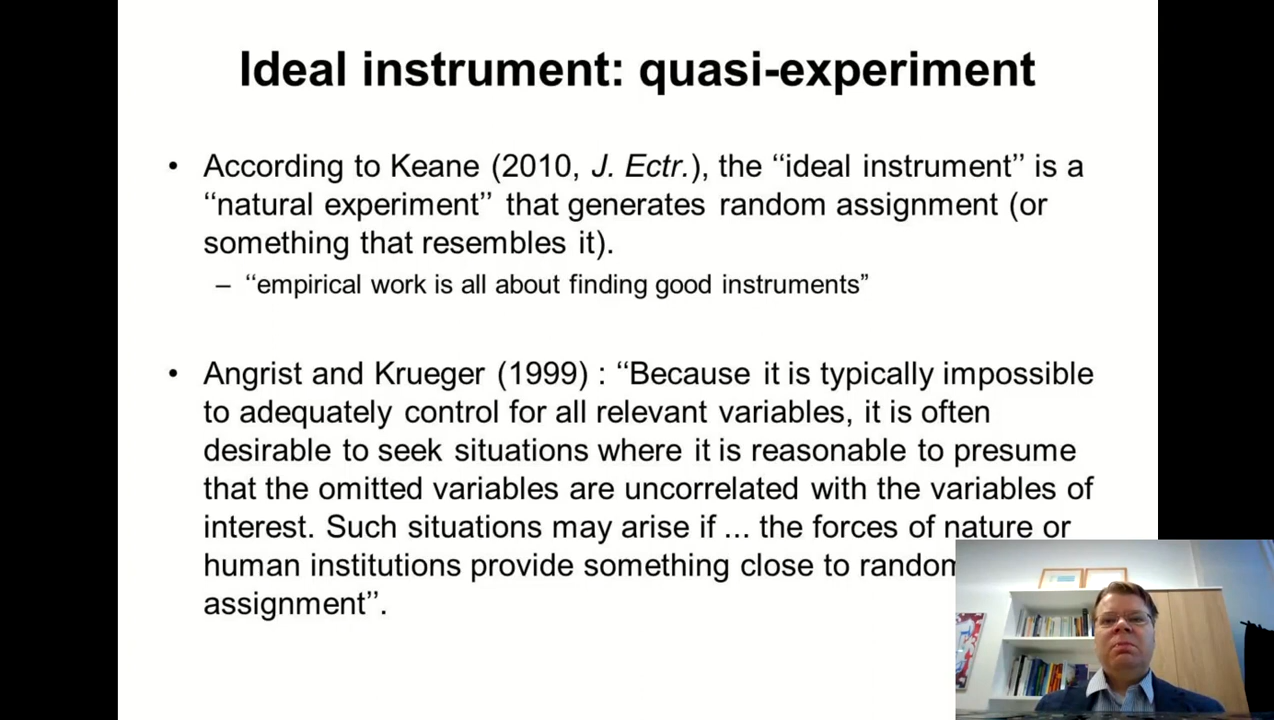 Ideal instrument: quasi-experiment
• According to Keane (2010, J. Ectr.), the ‘‘ideal instrument’’ is a
‘‘natural experiment’’ that generates random assignment (or
something that resembles it).
– ‘‘empirical work is all about finding good instruments”
• Angrist and Krueger (1999) : ‘‘Because it is typically impossible
to adequately control for all relevant variables, it is often
desirable to seek situations where it is reasonable to presume
that the omitted variables are uncorrelated with the variables of
interest. Such situations may arise if ... the forces of nature or
human institutions provide something close to random
assignment’’.